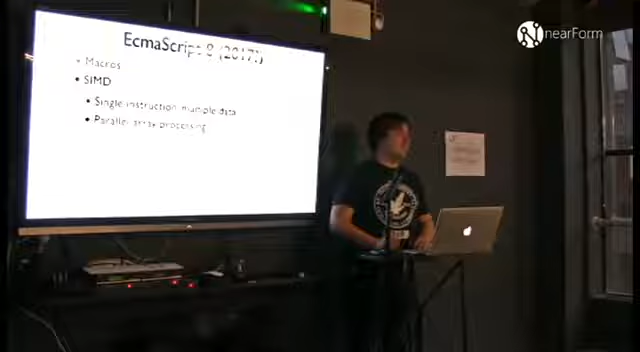 nearForm
EcmaScript 8 (2017?)
Macros
SIMD
Single instruction multiple data
Parallel array processing